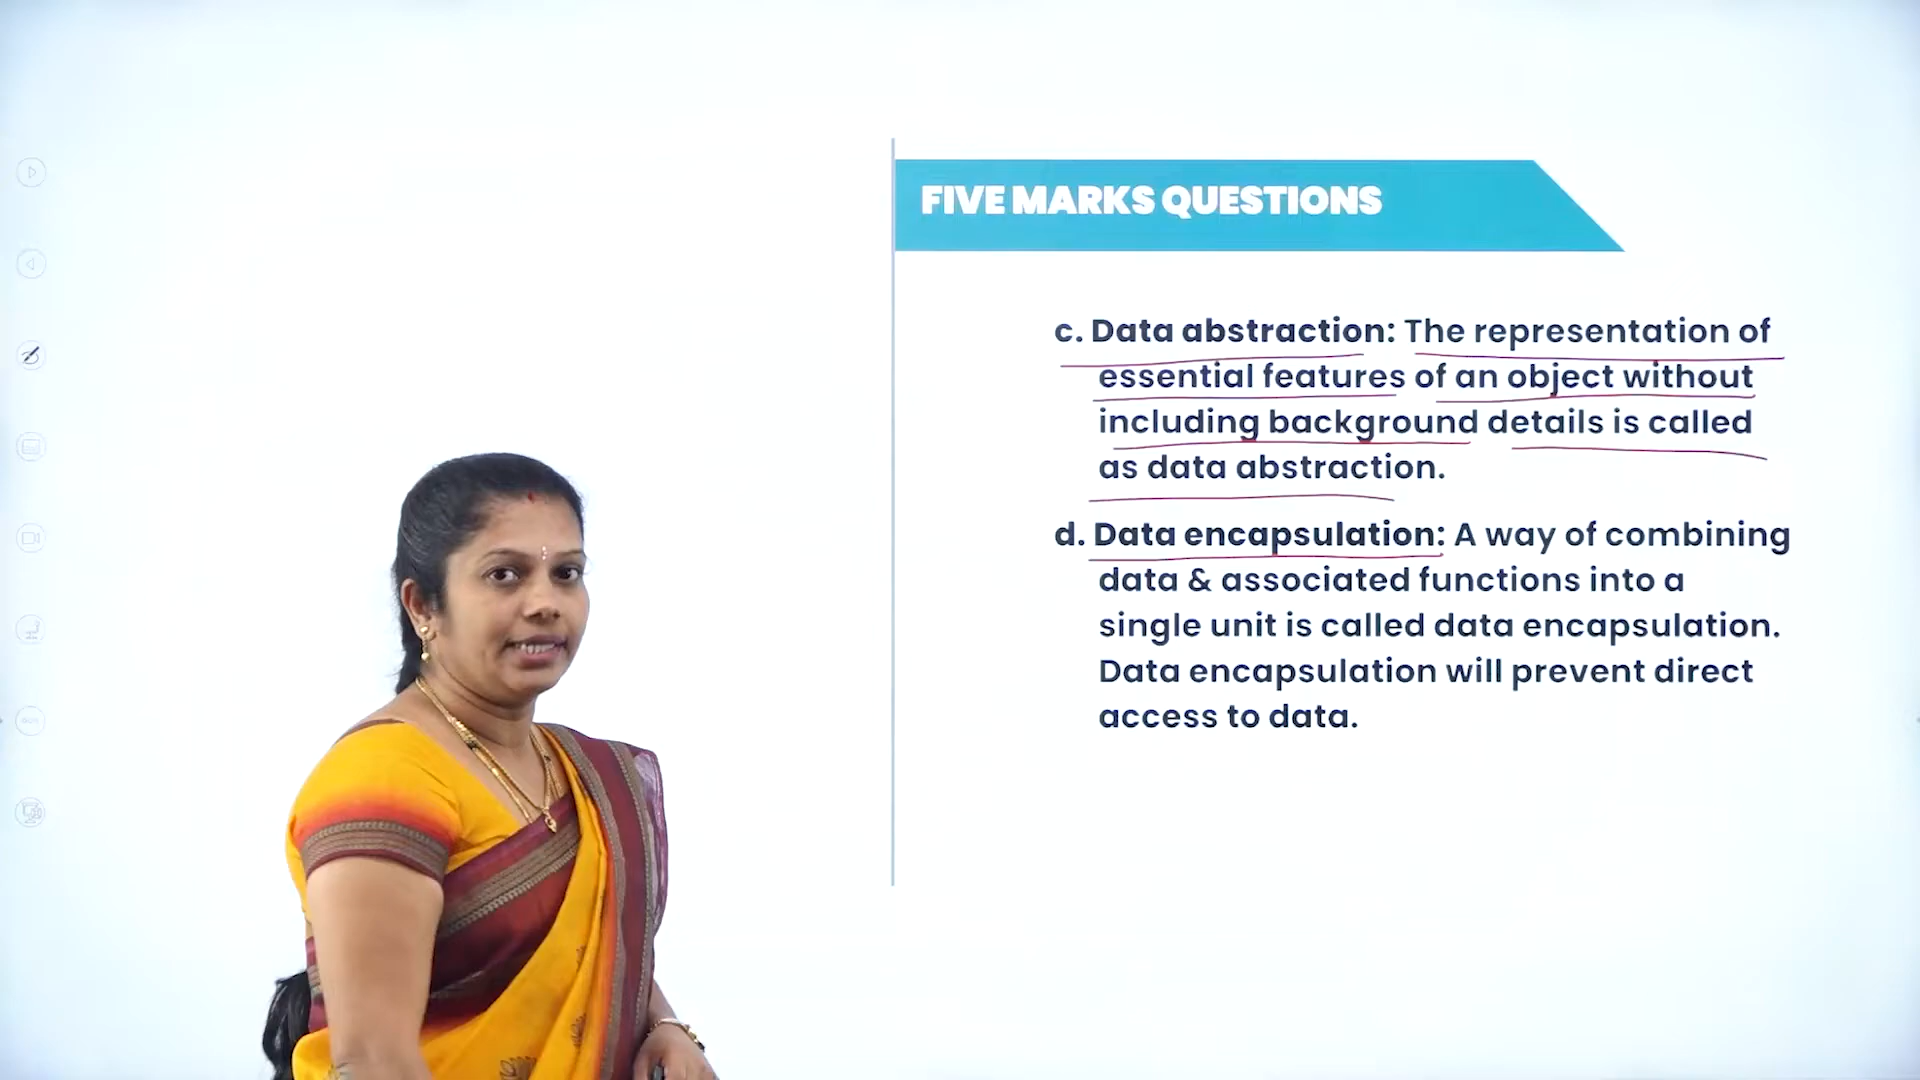 FIVE MARKS QUESTIONS
c. Data abstraction: The representation of
essential features of an object without
including background details is called
as data abstraction.
d. Data encapsulation: A way of combining
data & associated functions into a
single unit is called data encapsulation.
Data encapsulation will prevent direct
access to data.